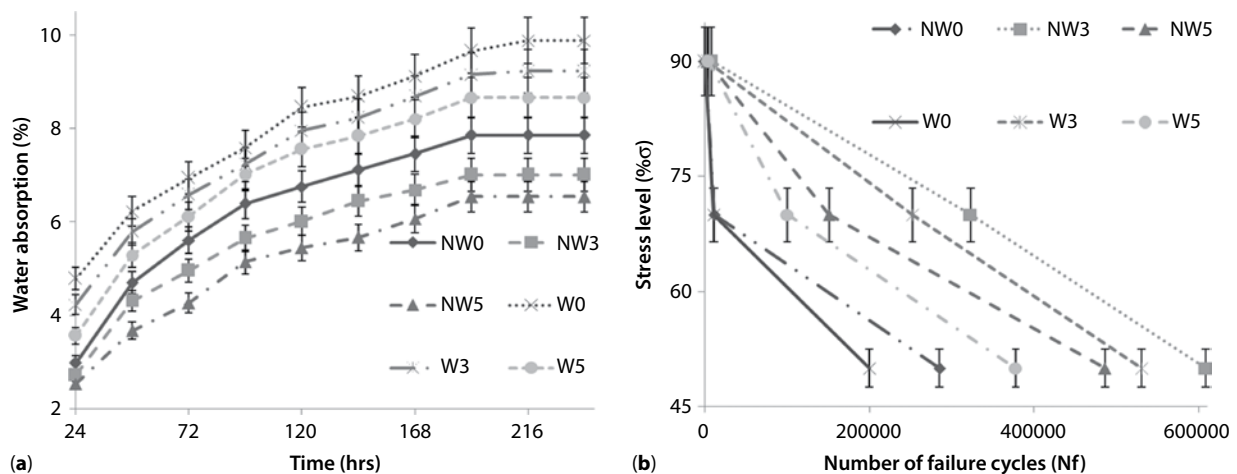 10
8
6
4
2
24
72
120
168
216
Water absorption (%)
Time (hrs)
NW0
NW3
NW5
W0
W3
W5
(a)
90
75
60
45
0
200000
400000
600000
Stress level (%σ)
Number of failure cycles (Nf)
NW0
NW3
NW5
W0
W3
W5
(b)